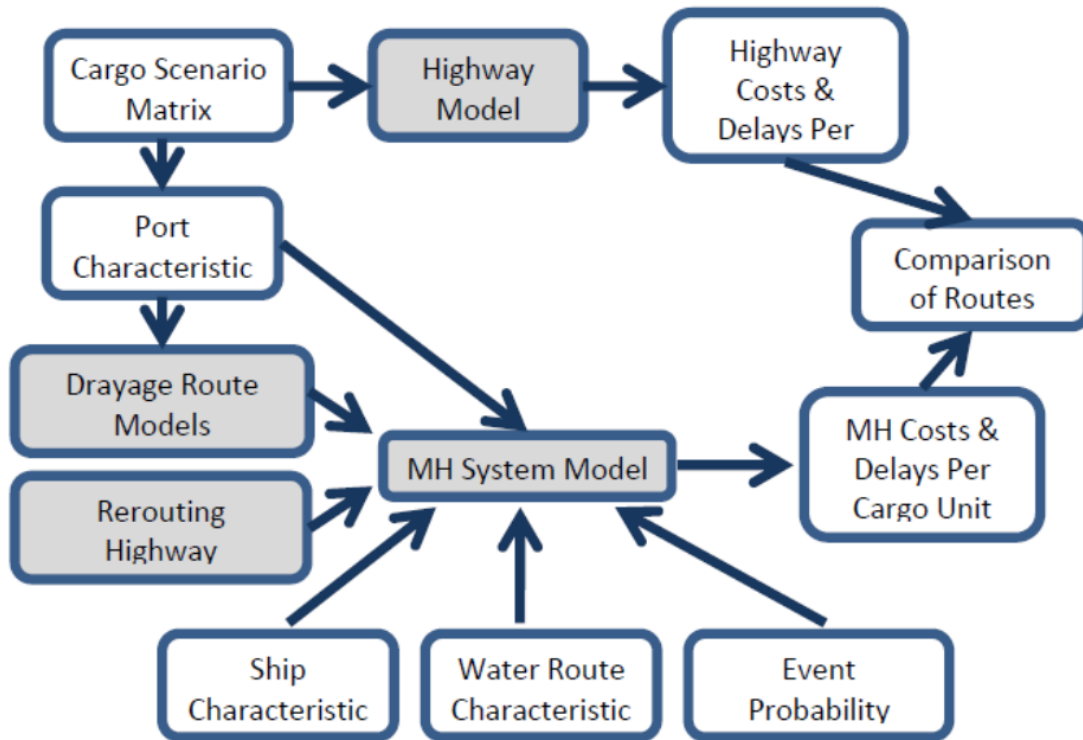 Cargo Scenario
Matrix
Highway
Model
Highway
Costs &
Delays Per
Port
Characteristic
Comparison
of Routes
Drayage Route
Models
MH System Model
MH Costs &
Delays Per
Cargo Unit
Rerouting
Highway
Ship
Characteristic
Water Route
Characteristic
Event
Probability